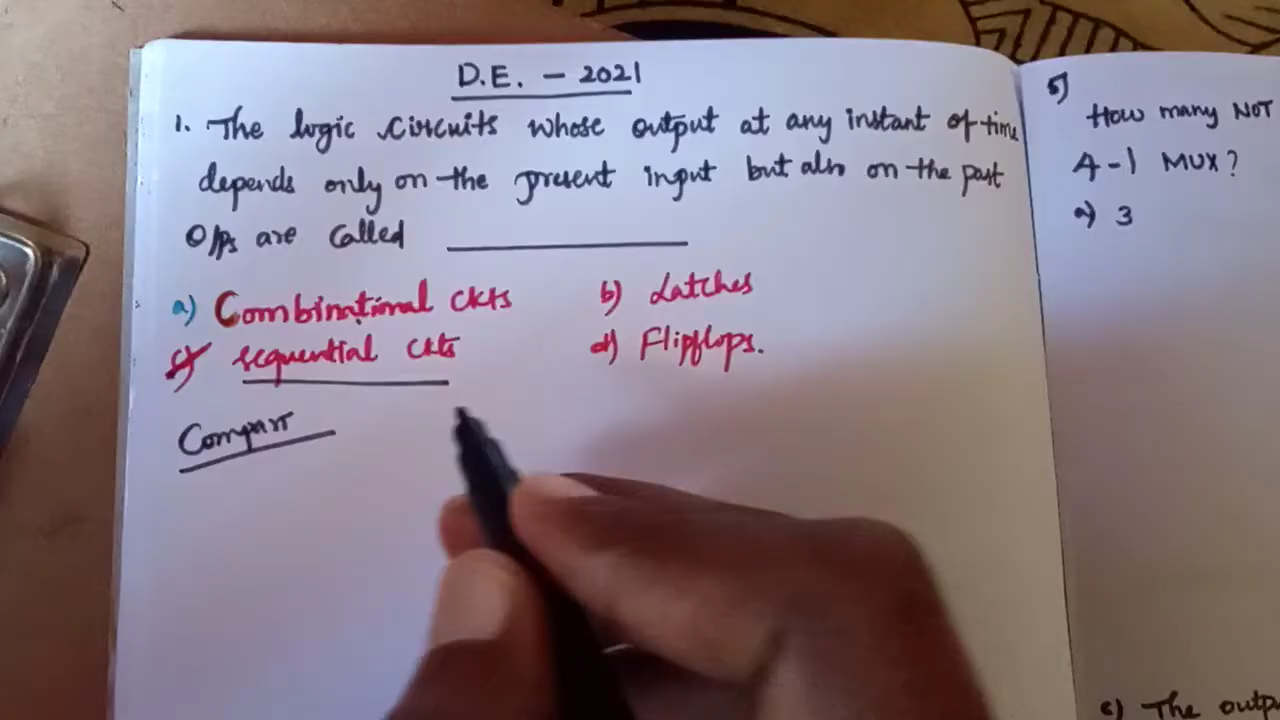 D.E. - 2021
1. The logic circuits whose output at any instant of time
depends only on the present input but also on the past
O/Ps are called ____________
a) Combinational ckts b) Latches
c) sequential ckts d) Flipflops.
Compart
5)
How many NOT
4-1 MUX?
a) 3
c) The outp